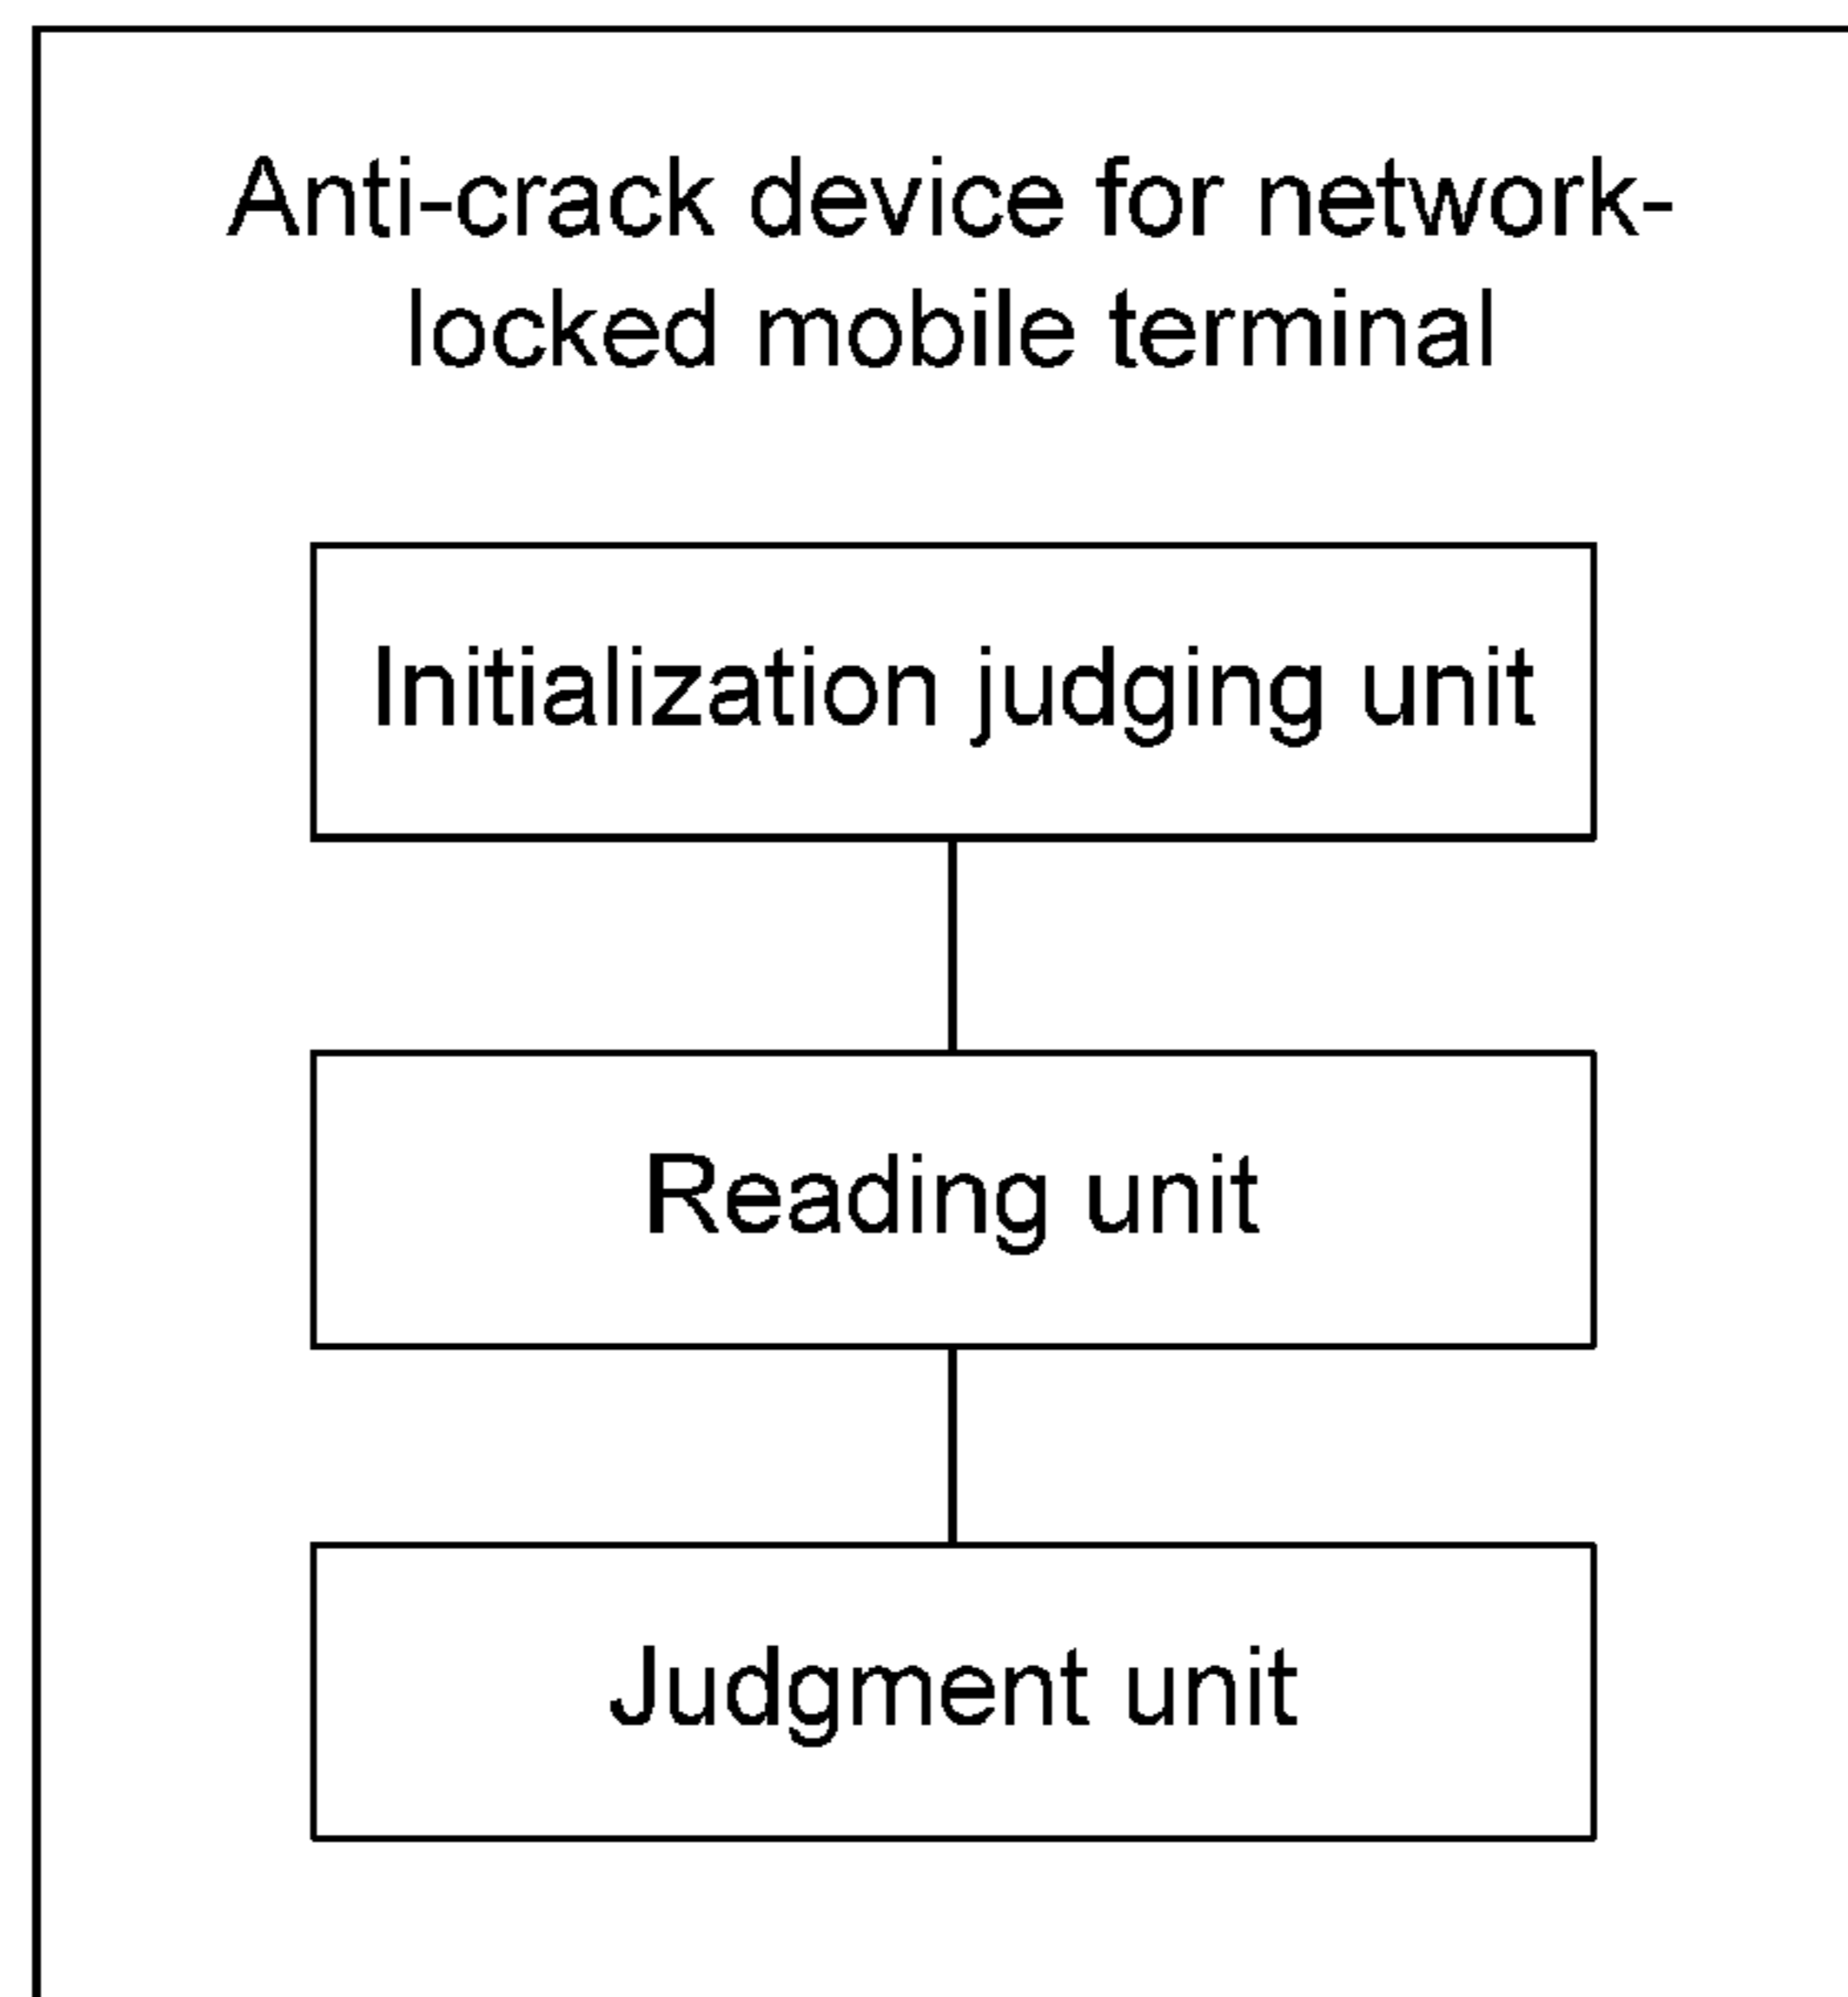 Anti-crack device for network-
locked mobile terminal
Initialization judging unit
Reading unit
Judgment unit